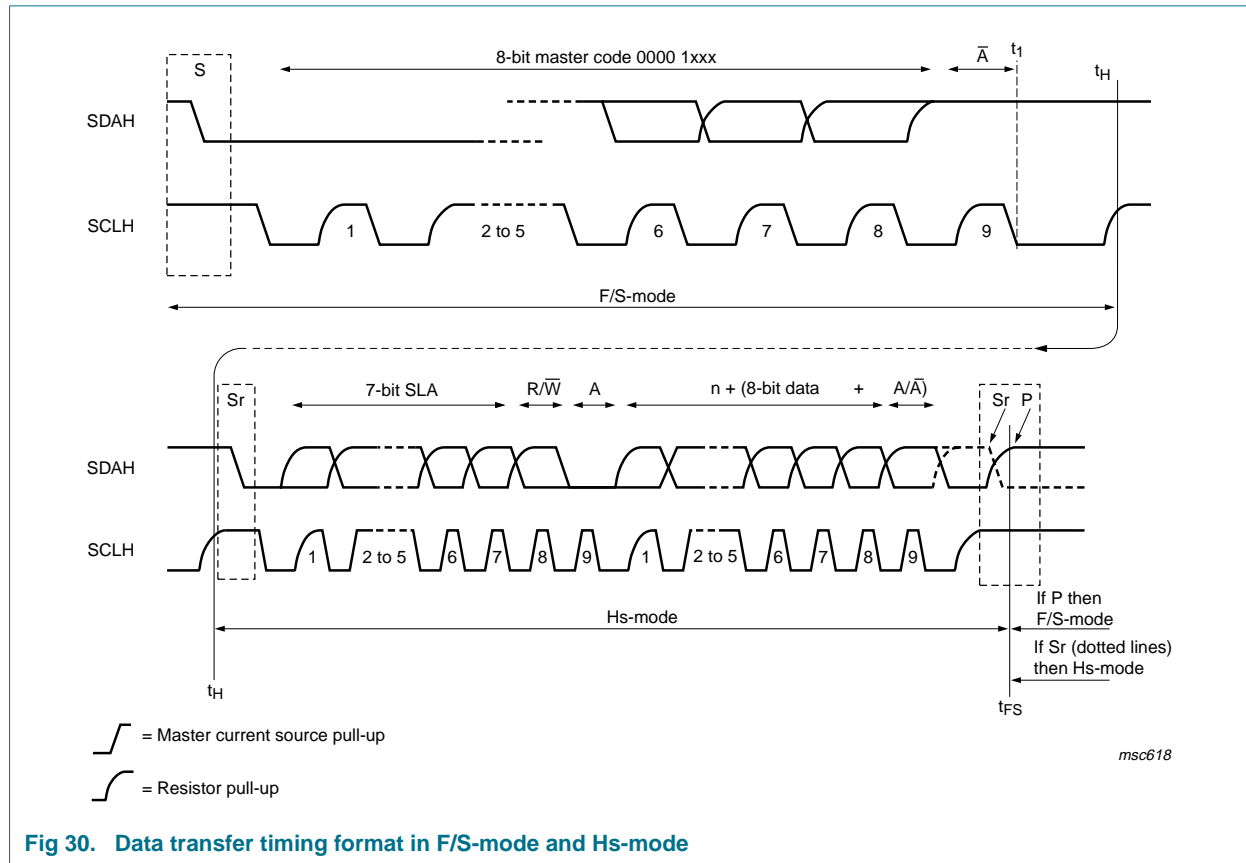 S
8-bit master code 0000 1xxx
A̅
t1
tH
SDAH
SCLH
1
2 to 5
6
7
8
9
F/S-mode
Sr
7-bit SLA
R/W̅
A
n + (8-bit data
+
A/A̅)
Sr
P
SDAH
SCLH
1
2 to 5
6
7
8
9
1
2 to 5
6
7
8
9
Hs-mode
If P then
F/S-mode
If Sr (dotted lines)
then Hs-mode
tH
tFS
= Master current source pull-up
= Resistor pull-up
msc618
Fig 30. Data transfer timing format in F/S-mode and Hs-mode